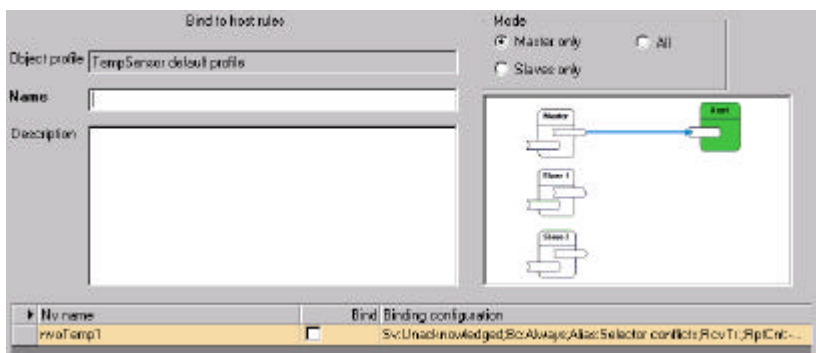 Bind to host rules
Mode
Master only
All
Slaves only
Object profile
TempSensor default profile
Name
Description
Master
Host
Slave 1
Slave 2
Nv name
Bind
Binding configuration
nvoTemp1
Sv:Unacknowledged;Bc:Always;Alias:Selector conflicts;RcvTi:;RptCnt:-...